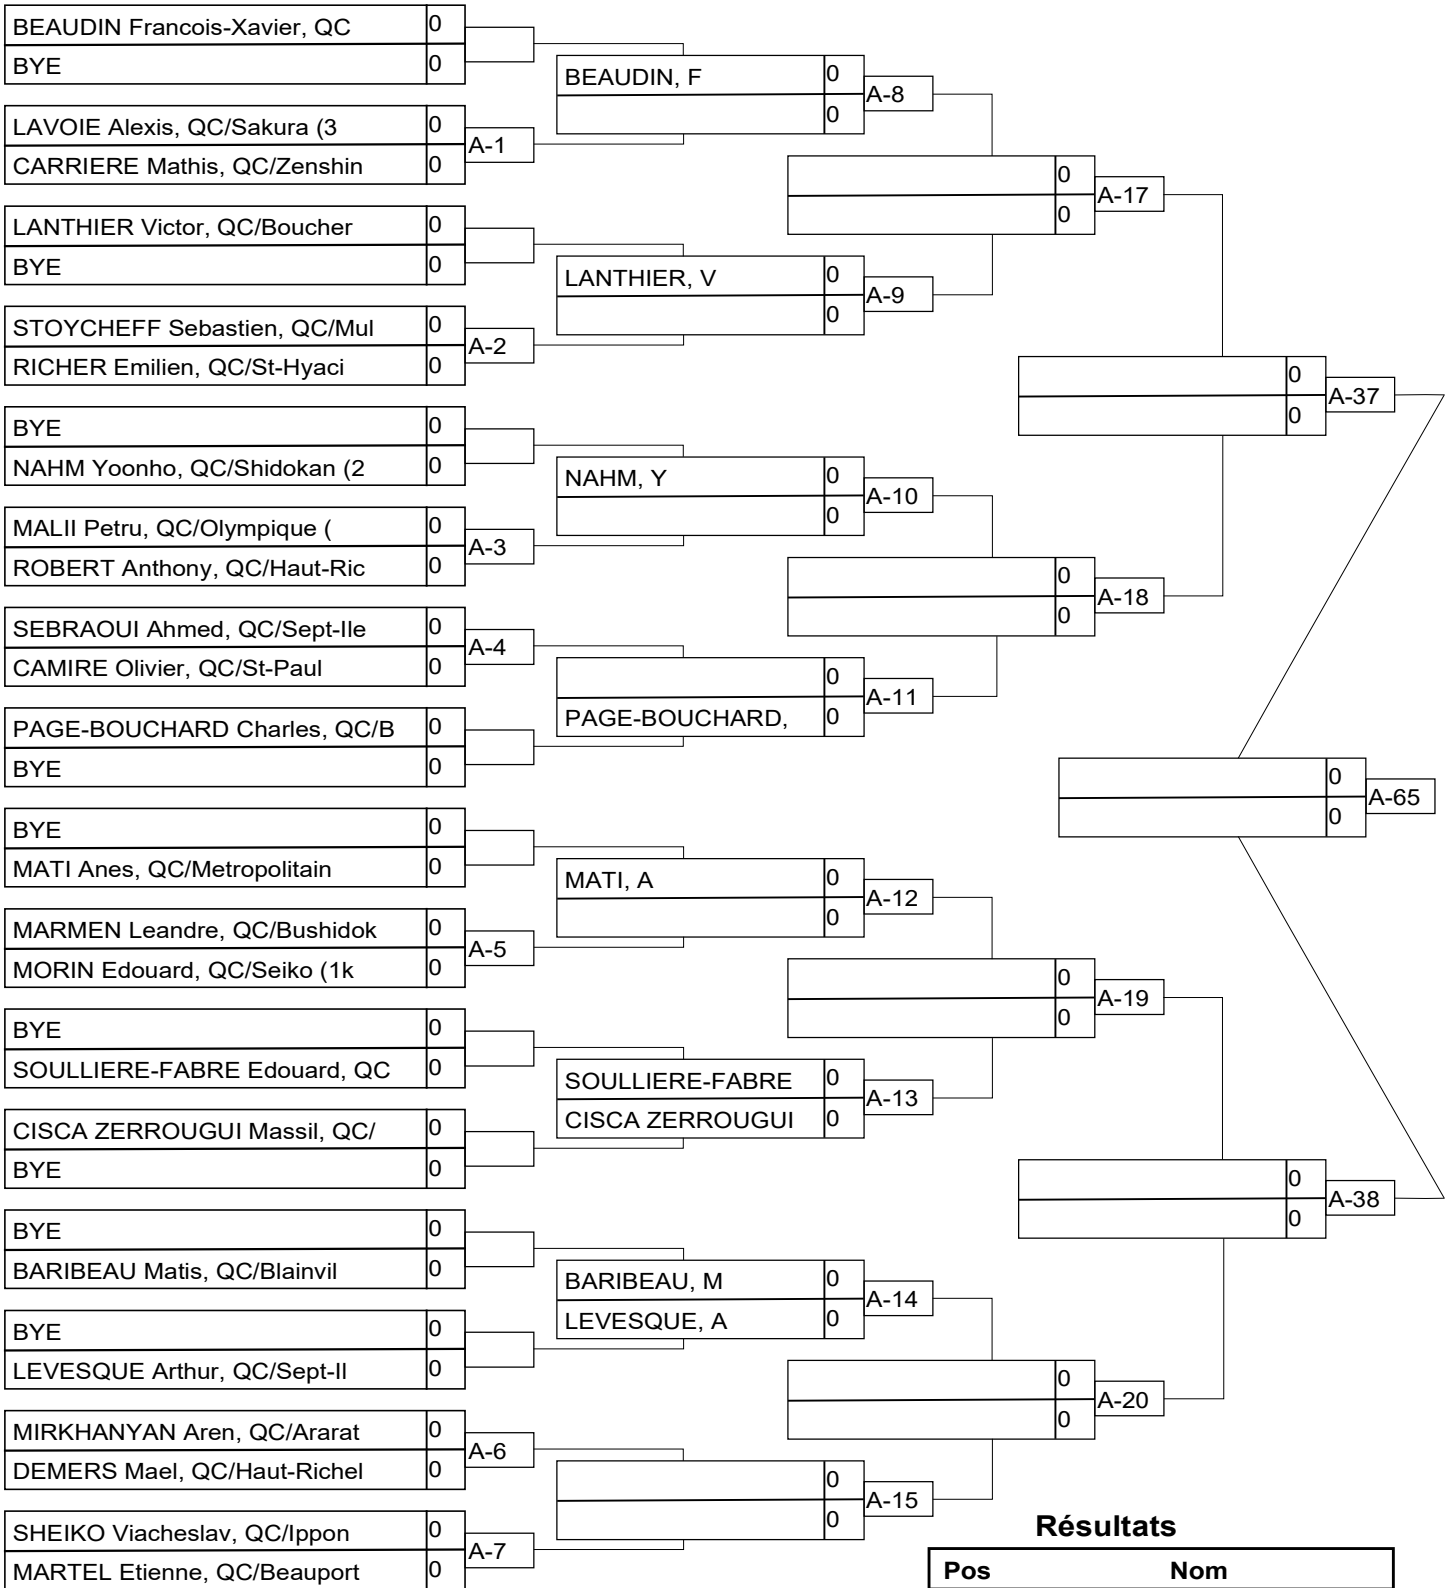 BEAUDIN Francois-Xavier, QC 0
BYE 0
LAVOIE Alexis, QC/Sakura (3 0
CARRIERE Mathis, QC/Zenshin 0
A-1
LANTHIER Victor, QC/Boucher 0
BYE 0
STOYCHEFF Sebastien, QC/Mul 0
RICHER Emilien, QC/St-Hyaci 0
A-2
BYE 0
NAHM Yoonho, QC/Shidokan (2 0
MALII Petru, QC/Olympique ( 0
ROBERT Anthony, QC/Haut-Ric 0
A-3
SEBRAOUI Ahmed, QC/Sept-Ile 0
CAMIRE Olivier, QC/St-Paul 0
A-4
PAGE-BOUCHARD Charles, QC/B 0
BYE 0
BYE 0
MATI Anes, QC/Metropolitain 0
MARMEN Leandre, QC/Bushidok 0
MORIN Edouard, QC/Seiko (1k 0
A-5
BYE 0
SOULLIERE-FABRE Edouard, QC 0
CISCA ZERROUGUI Massil, QC/ 0
BYE 0
BYE 0
BARIBEAU Matis, QC/Blainvil 0
BYE 0
LEVESQUE Arthur, QC/Sept-Il 0
MIRKHANYAN Aren, QC/Ararat 0
DEMERS Mael, QC/Haut-Richel 0
A-6
SHEIKO Viacheslav, QC/Ippon 0
MARTEL Etienne, QC/Beauport 0
A-7
BEAUDIN, F 0
0
A-8
LANTHIER, V 0
0
A-9
NAHM, Y 0
0
A-10
0
PAGE-BOUCHARD, 0
A-11
MATI, A 0
0
A-12
SOULLIERE-FABRE 0
CISCA ZERROUGUI 0
A-13
BARIBEAU, M 0
LEVESQUE, A 0
A-14
0
0
A-15
0
0
A-17
0
0
A-18
0
0
A-19
0
0
A-20
0
0
A-37
0
0
A-38
0
0
A-65
Résultats
Pos Nom